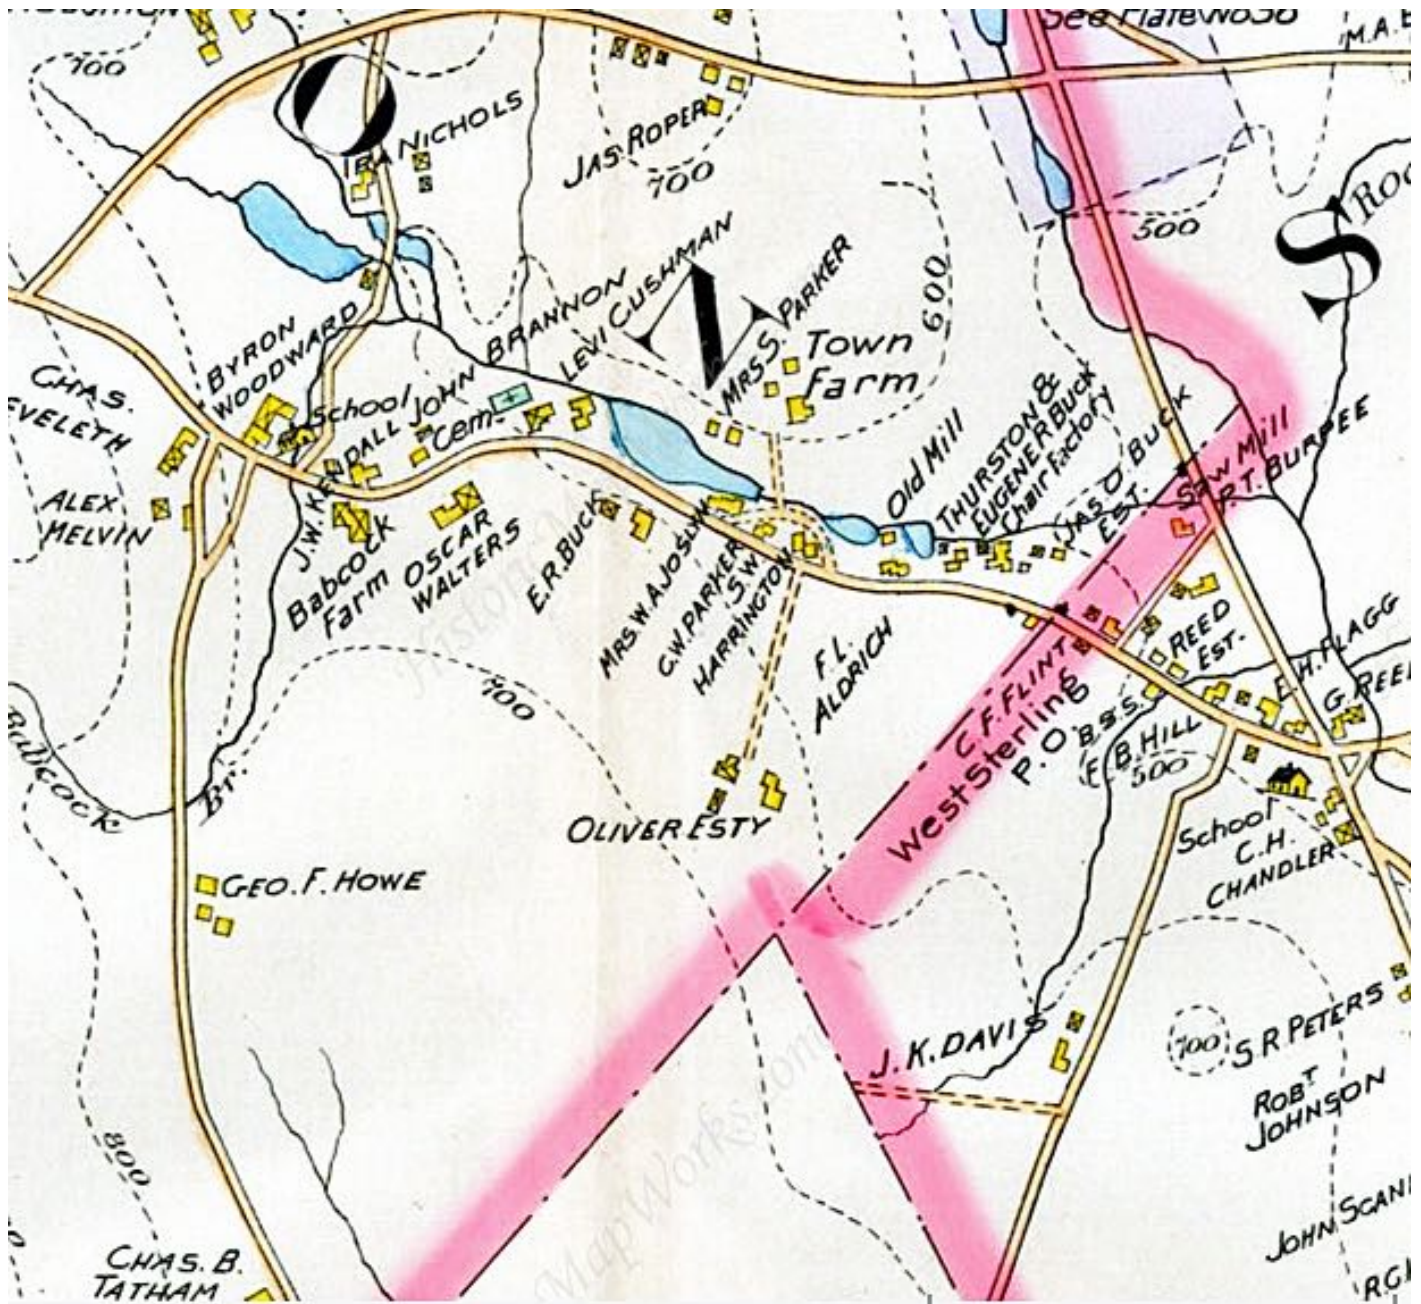 See Plate No 36
700
IRA NICHOLS
JAS. ROPER
700
500
BYRON
WOODWARD
JOHN BRANNON
LEVI CUSHMAN
MRS S. PARKER
600
Town
Farm
CHAS.
EVELETH
School
Cem.
Old Mill
THURSTON &
EUGENE R BUCK
Chair Factory
JAS O. BUCK
EST.
Saw Mill
P.T. BURPEE
ALEX
MELVIN
J.W. KENDALL
Babcock
Farm
OSCAR
WALTERS
E.R. BUCK
MRS. W.A JOSLYN
C.W. PARKER
S.W.
HARRINGTON
F.L.
ALDRICH
REED
EST.
E.H. FLAGG
C.F. FLINT
West Sterling
P.O.
B.S.S.
E.B. HILL
500
700
Babcock
Br.
OLIVER ESTY
School
C.H.
CHANDLER
GEO. F. HOWE
J. K. DAVIS
700
S R PETERS
ROBT
JOHNSON
800
CHAS. B.
TATHAM
Historic
MapWorks.com